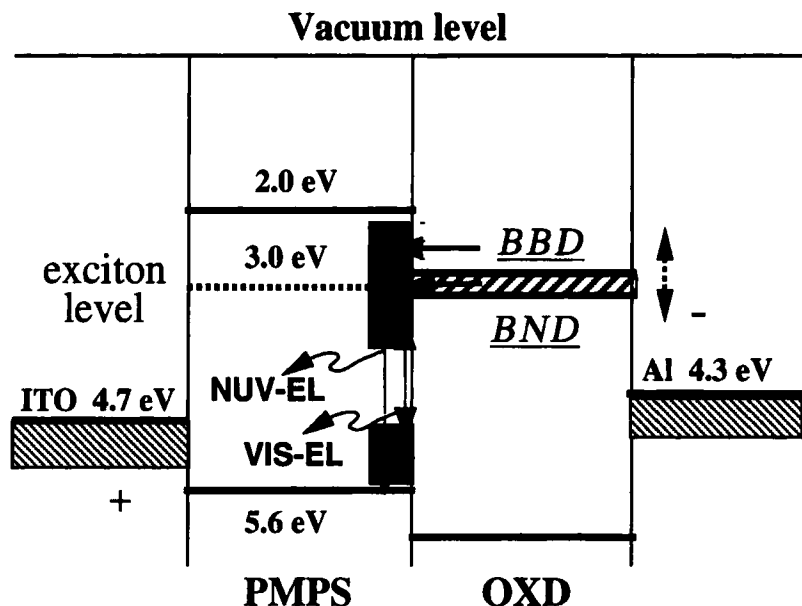 Vacuum level
2.0 eV
BBD
3.0 eV
exciton
level
BND
-
NUV-EL
ITO 4.7 eV
Al 4.3 eV
VIS-EL
+
5.6 eV
PMPS
OXD